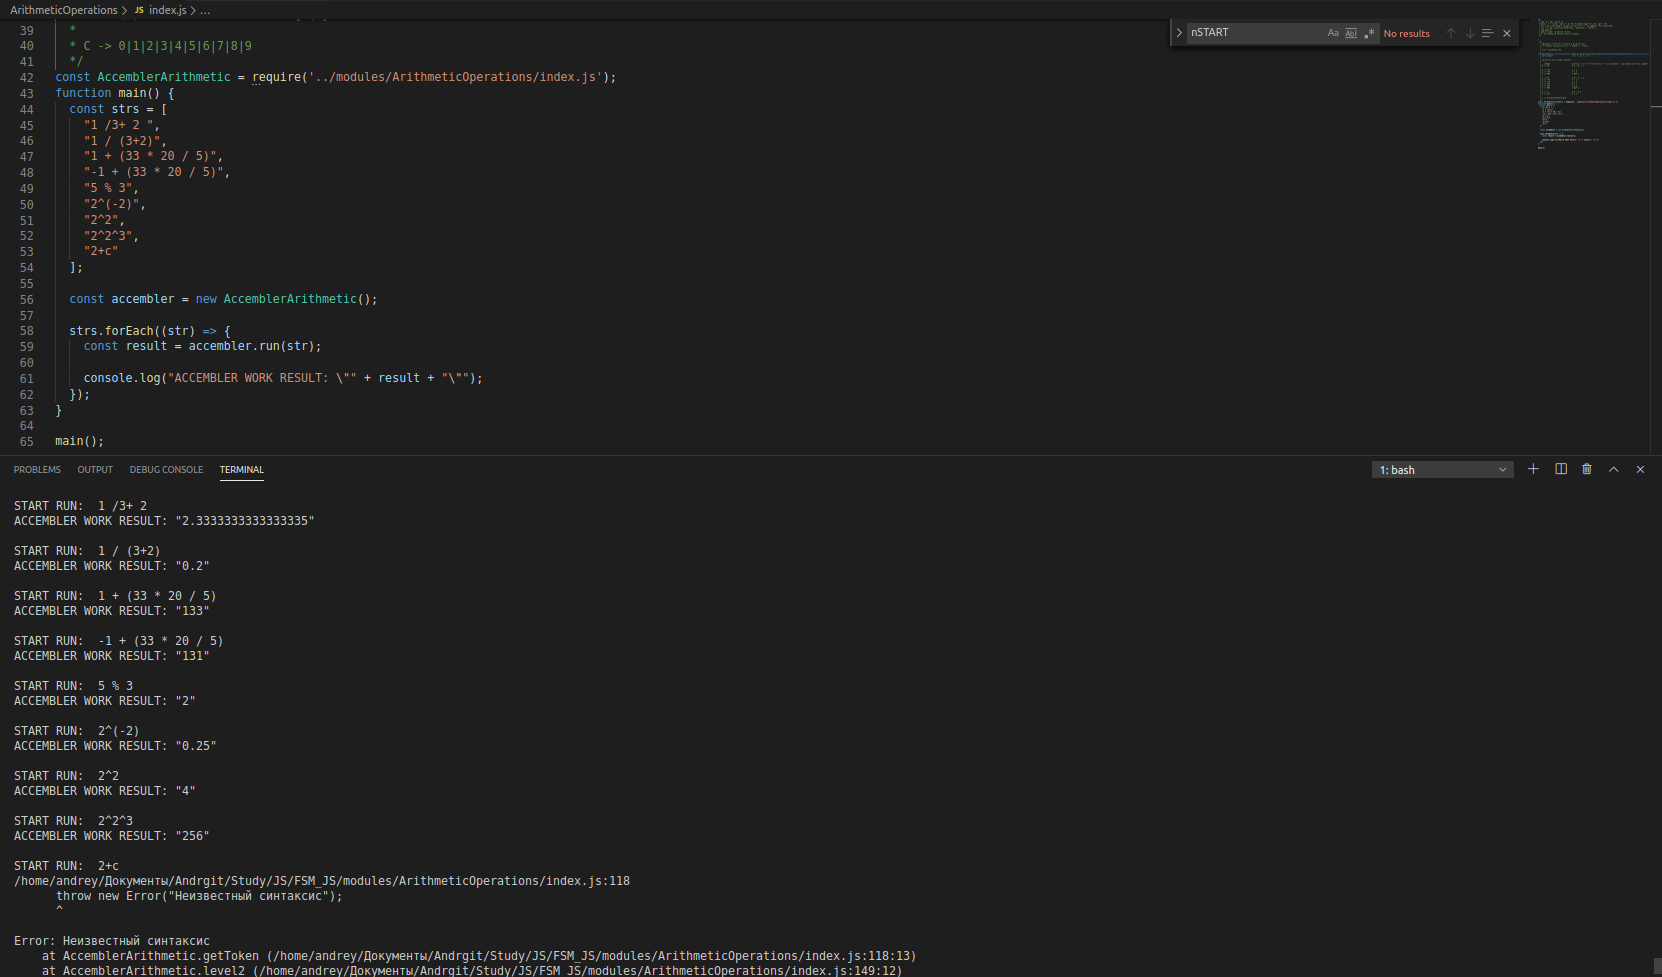 ArithmeticOperations > JS index.js > ...
39 *
40 * C -> 0|1|2|3|4|5|6|7|8|9
41 */
42 const AccemblerArithmetic = require('../modules/ArithmeticOperations/index.js');
43 function main() {
44 const strs = [
45 "1 /3+ 2 ",
46 "1 / (3+2)",
47 "1 + (33 * 20 / 5)",
48 "-1 + (33 * 20 / 5)",
49 "5 % 3",
50 "2^(-2)",
51 "2^2",
52 "2^2^3",
53 "2+c"
54 ];
55
56 const accembler = new AccemblerArithmetic();
57
58 strs.forEach((str) => {
59 const result = accembler.run(str);
60
61 console.log("ACCEMBLER WORK RESULT: \"" + result + "\"");
62 });
63 }
64
65 main();
nSTART Aa Abl .* No results
PROBLEMS OUTPUT DEBUG CONSOLE TERMINAL 1: bash
START RUN:  1 /3+ 2
ACCEMBLER WORK RESULT: "2.3333333333333335"
START RUN:  1 / (3+2)
ACCEMBLER WORK RESULT: "0.2"
START RUN:  1 + (33 * 20 / 5)
ACCEMBLER WORK RESULT: "133"
START RUN:  -1 + (33 * 20 / 5)
ACCEMBLER WORK RESULT: "131"
START RUN:  5 % 3
ACCEMBLER WORK RESULT: "2"
START RUN:  2^(-2)
ACCEMBLER WORK RESULT: "0.25"
START RUN:  2^2
ACCEMBLER WORK RESULT: "4"
START RUN:  2^2^3
ACCEMBLER WORK RESULT: "256"
START RUN:  2+c
/home/andrey/Документы/Andrgit/Study/JS/FSM_JS/modules/ArithmeticOperations/index.js:118
throw new Error("Неизвестный синтаксис");
^
Error: Неизвестный синтаксис
at AccemblerArithmetic.getToken (/home/andrey/Документы/Andrgit/Study/JS/FSM_JS/modules/ArithmeticOperations/index.js:118:13)
at AccemblerArithmetic.level2 (/home/andrey/Документы/Andrgit/Study/JS/FSM_JS/modules/ArithmeticOperations/index.js:149:12)